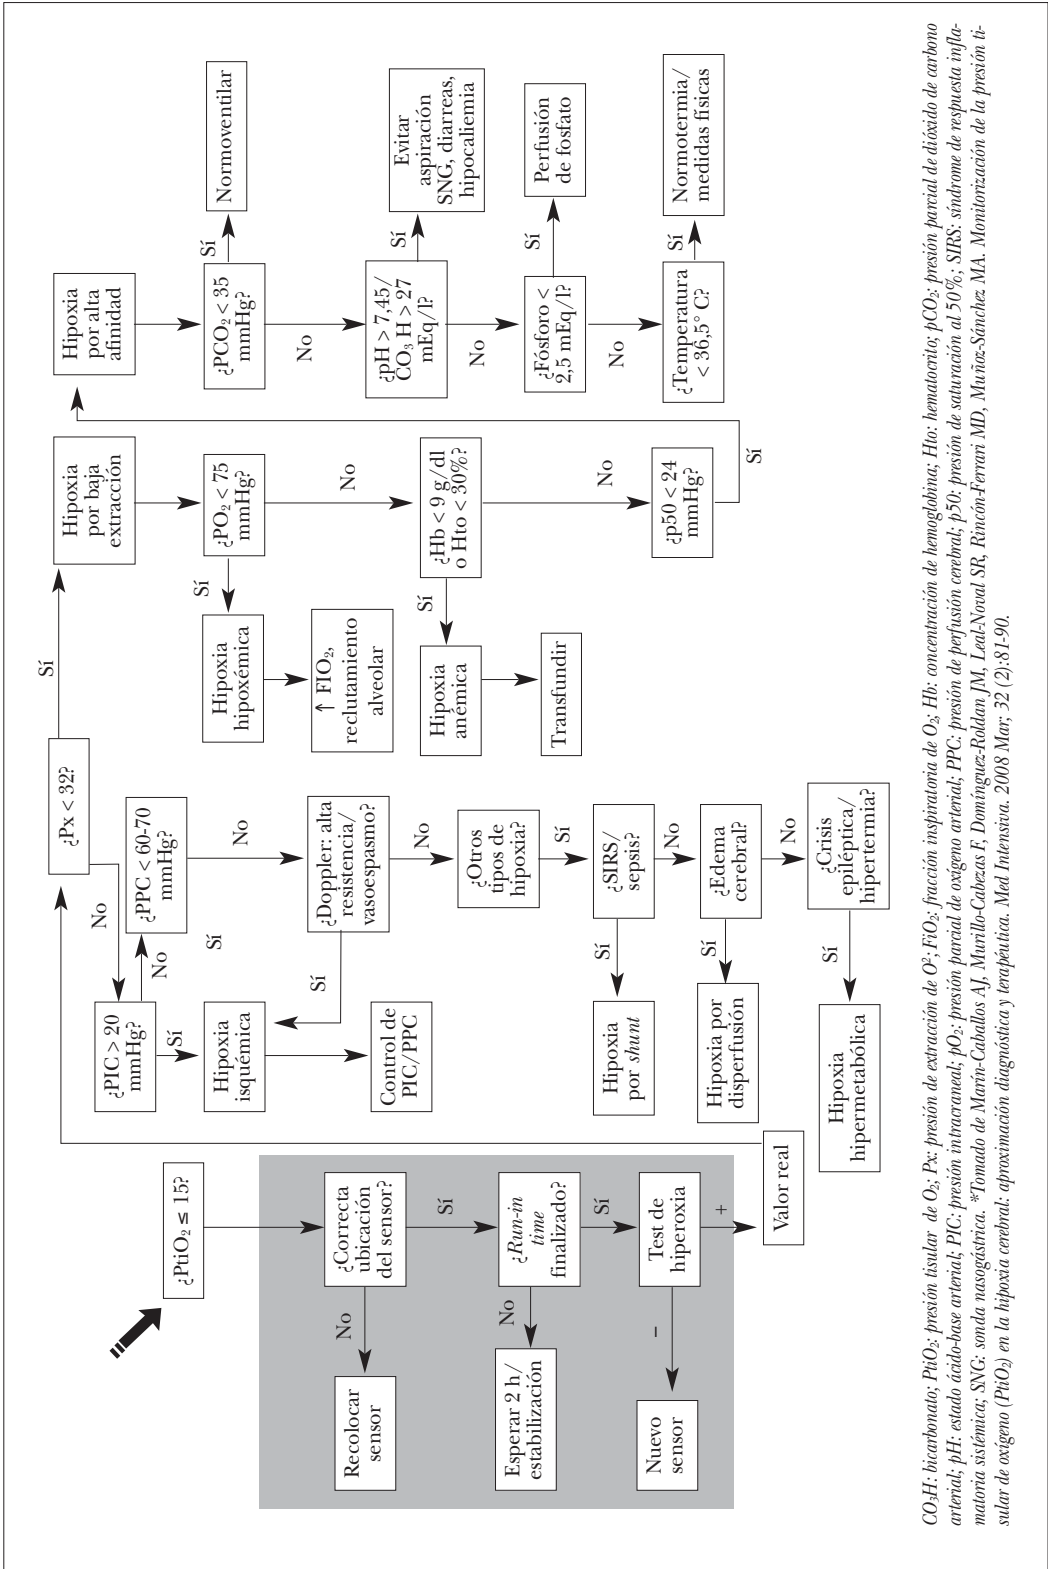 ¿PtiO₂ ≤ 15?
¿Correcta
ubicación
del sensor?
No
Recolocar
sensor
Sí
¿Run-in
time
finalizado?
No
Esperar 2 h/
estabilización
Sí
Test de
hiperoxia
–
Nuevo
sensor
+
Valor real
¿Px < 32?
No
¿PIC > 20
mmHg?
Sí
No
¿PPC < 60-70
mmHg?
Sí
Hipoxia
isquémica
Control de
PIC/PPC
No
¿Doppler: alta
resistencia/
vasoespasmo?
Sí
No
¿Otros
tipos de
hipoxia?
Sí
¿SIRS/
sepsis?
Sí
Hipoxia
por shunt
No
¿Edema
cerebral?
Sí
Hipoxia por
disperfusión
No
¿Crisis
epiléptica/
hipertermia?
Sí
Hipoxia
hipermetabólica
Sí
Hipoxia
por baja
extracción
¿PO₂ < 75
mmHg?
Sí
Hipoxia
hipoxémica
↑ FIO₂,
reclutamiento
alveolar
No
¿Hb < 9 g/dl
o Hto < 30%?
Sí
Hipoxia
anémica
Transfundir
No
¿p50 < 24
mmHg?
Sí
Hipoxia
por alta
afinidad
¿PCO₂ < 35
mmHg?
Sí
Normoventilar
No
¿pH > 7,45/
CO₃ H > 27
mEq/l?
Sí
Evitar
aspiración
SNG, diarreas,
hipocaliemia
No
¿Fósforo <
2,5 mEq/l?
Sí
Perfusión
de fosfato
No
¿Temperatura
< 36,5° C?
Sí
Normotermia/
medidas físicas
CO₃H: bicarbonato; PtiO₂: presión tisular de O₂; Px: presión de extracción de O²; FiO₂: fracción inspiratoria de O₂; Hb: concentración de hemoglobina; Hto: hematocrito; pCO₂: presión parcial de dióxido de carbono
arterial; pH: estado ácido-base arterial; PIC: presión intracraneal; pO₂: presión parcial de oxígeno arterial; PPC: presión de perfusión cerebral; p50: presión de saturación al 50%; SIRS: síndrome de respuesta infla-
matoria sistémica; SNG: sonda nasogástrica. *Tomado de Marín-Caballos AJ, Murillo-Cabezas F, Domínguez-Roldan JM, Leal-Noval SR, Rincón-Ferrari MD, Muñoz-Sánchez MA. Monitorización de la presión ti-
sular de oxígeno (PtiO₂) en la hipoxia cerebral: aproximación diagnóstica y terapéutica. Med Intensiva. 2008 Mar; 32 (2):81-90.